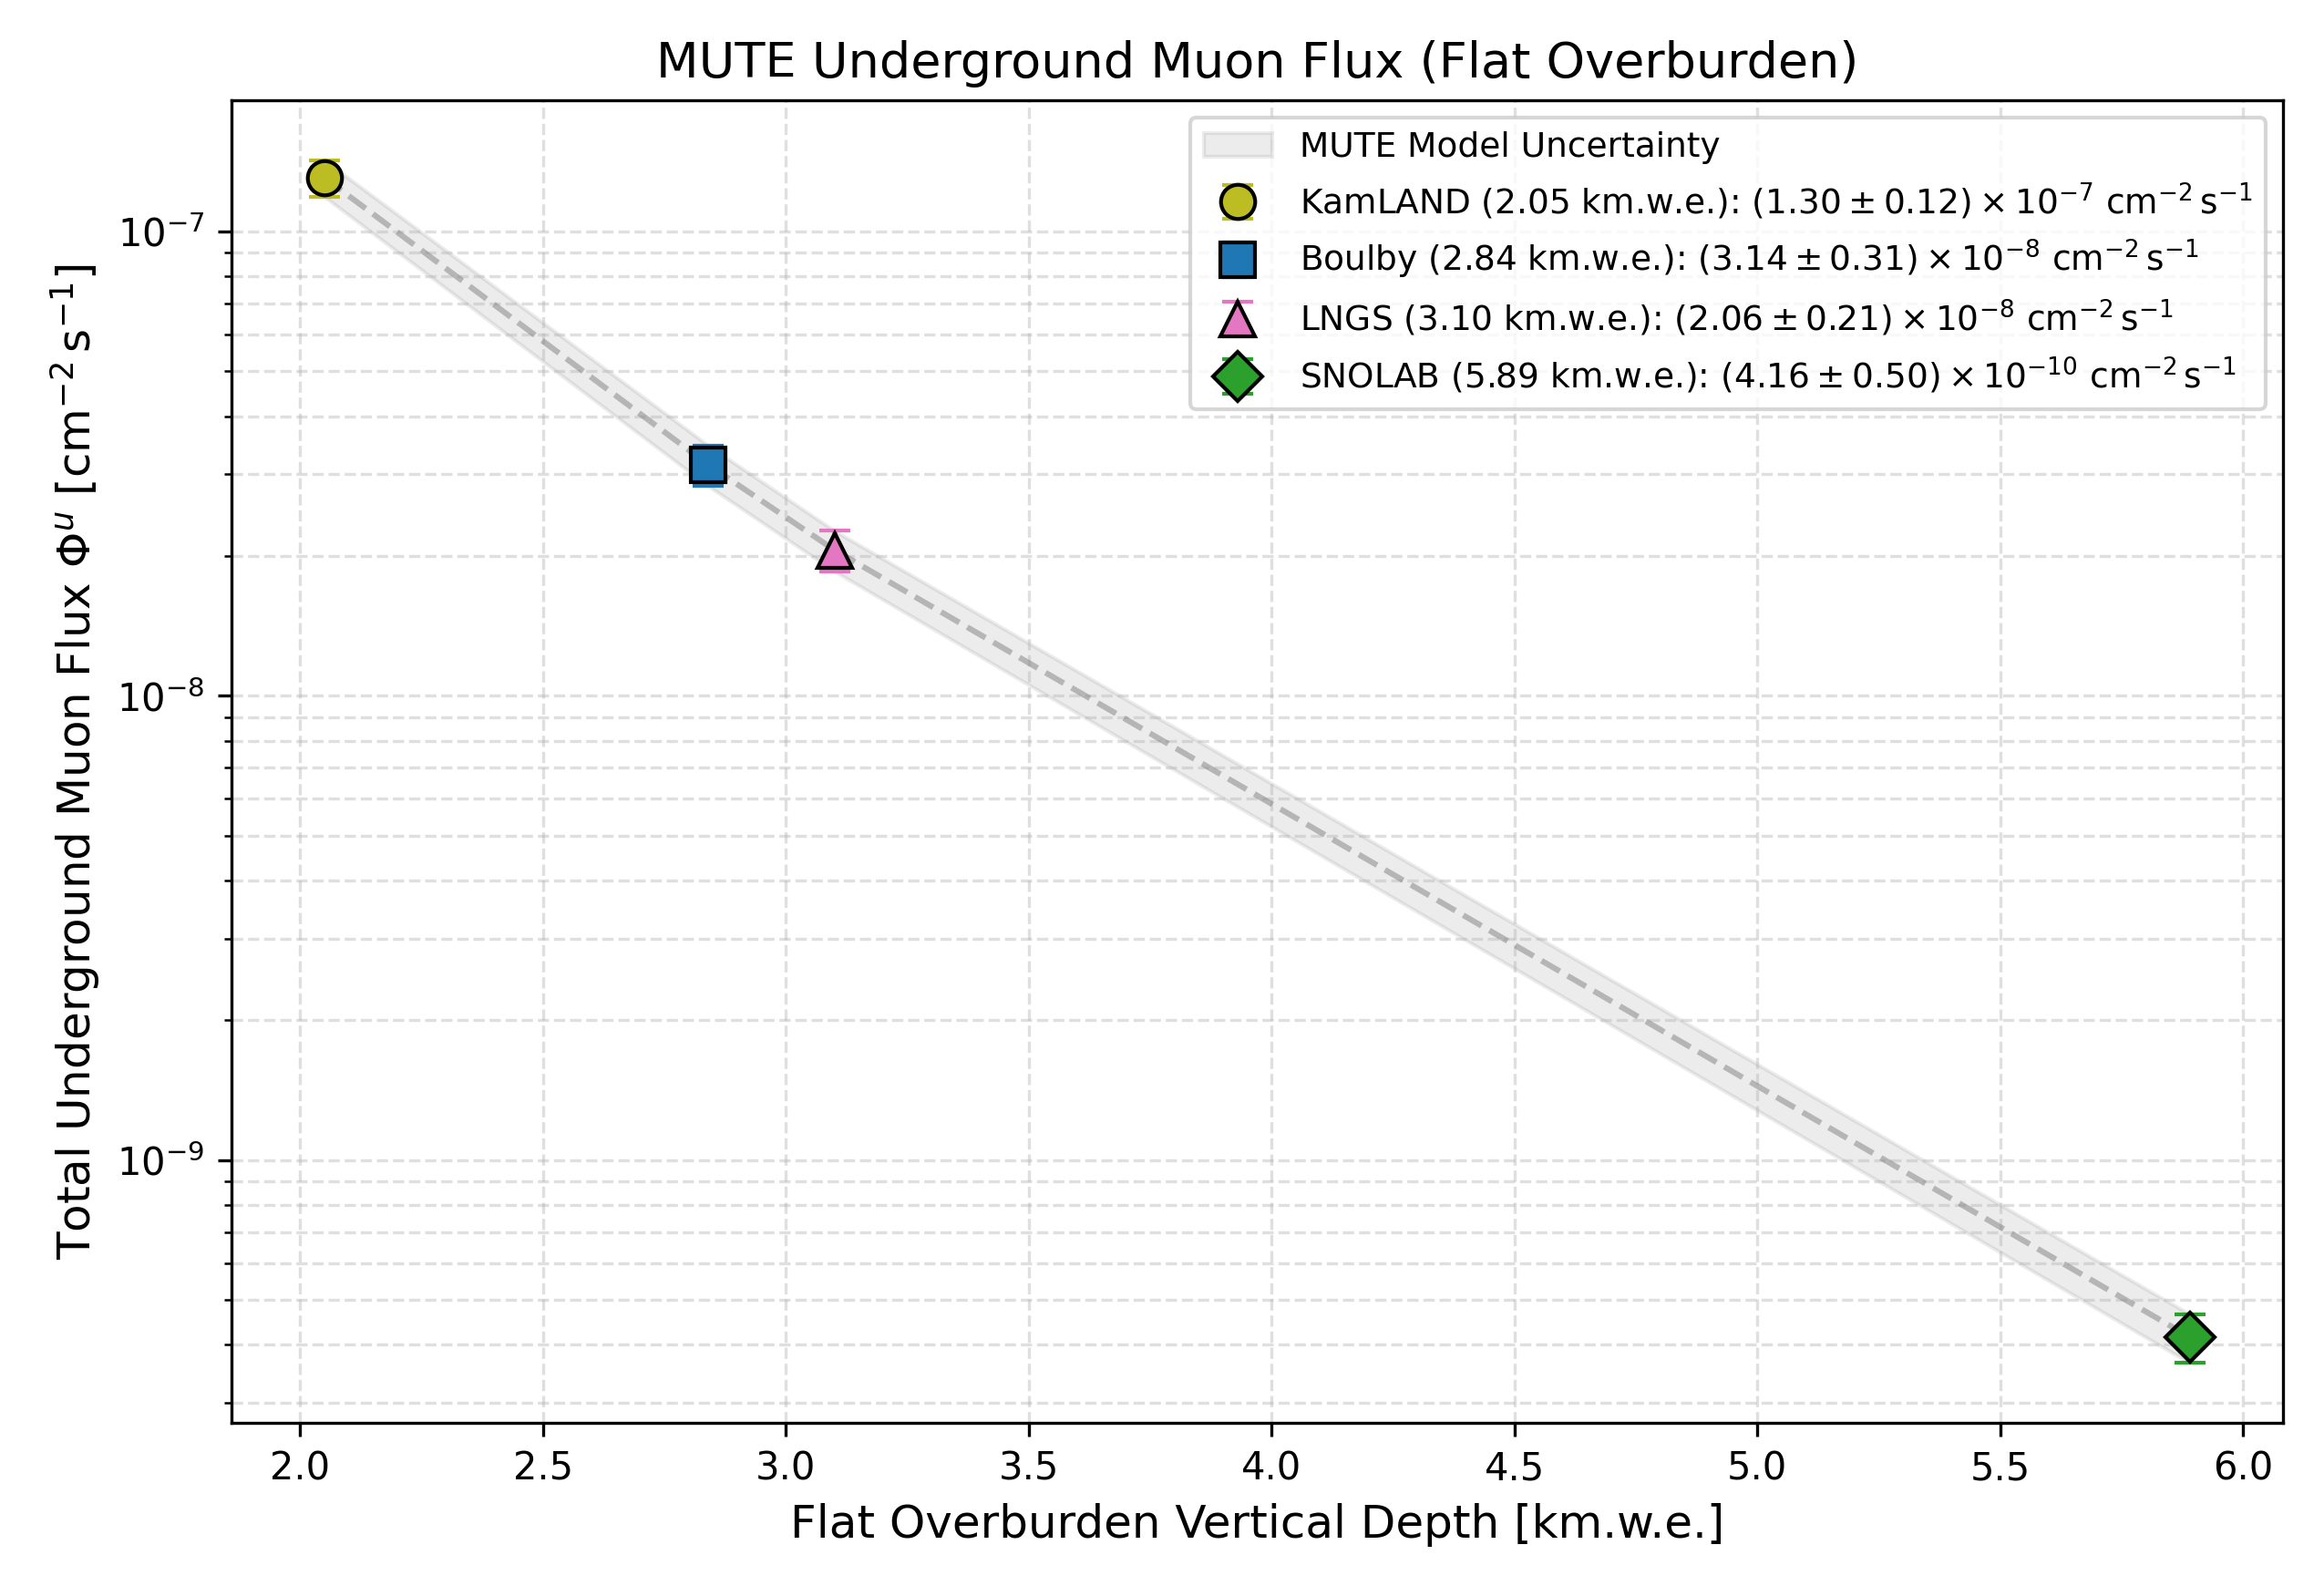 MUTE Underground Muon Flux (Flat Overburden)
MUTE Model Uncertainty
KamLAND (2.05 km.w.e.): (1.30 ± 0.12) × 10⁻⁷ cm⁻² s⁻¹
Boulby (2.84 km.w.e.): (3.14 ± 0.31) × 10⁻⁸ cm⁻² s⁻¹
LNGS (3.10 km.w.e.): (2.06 ± 0.21) × 10⁻⁸ cm⁻² s⁻¹
SNOLAB (5.89 km.w.e.): (4.16 ± 0.50) × 10⁻¹⁰ cm⁻² s⁻¹
Total Underground Muon Flux Φᵘ [cm⁻² s⁻¹]
10⁻⁷
10⁻⁸
10⁻⁹
2.0 2.5 3.0 3.5 4.0 4.5 5.0 5.5 6.0
Flat Overburden Vertical Depth [km.w.e.]